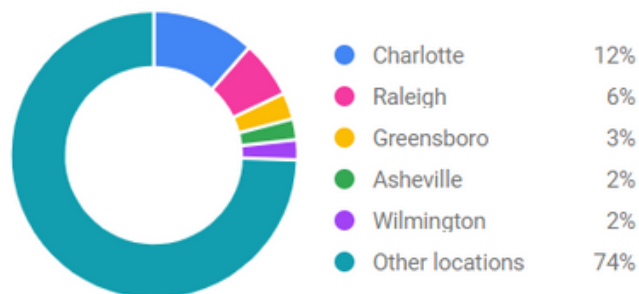 Charlotte 12%
Raleigh 6%
Greensboro 3%
Asheville 2%
Wilmington 2%
Other locations 74%